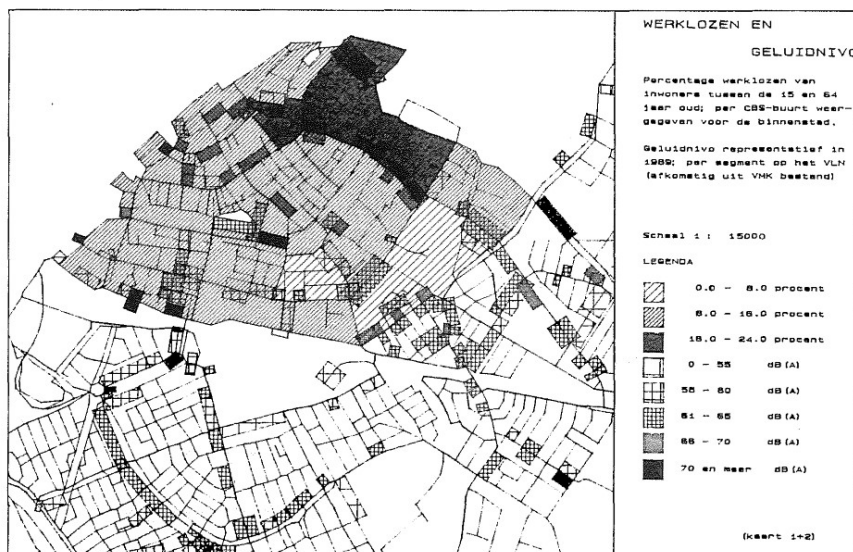 WERKLOZEN EN
GELUIDNIVO
Percentage werklozen van
inwoners tussen de 15 en 64
jaar oud; per CBS-buurt weer-
gegeven voor de binnenstad.
Geluidnivo representatief in
1989; per segment op het VLN
(afkomstig uit VMK bestand)
Schaal 1 : 15000
LEGENDA
0.0 - 8.0 procent
8.0 - 16.0 procent
16.0 - 24.0 procent
0 - 55 dB(A)
56 - 60 dB(A)
61 - 65 dB(A)
66 - 70 dB(A)
70 en meer dB(A)
(kaart 1+2)